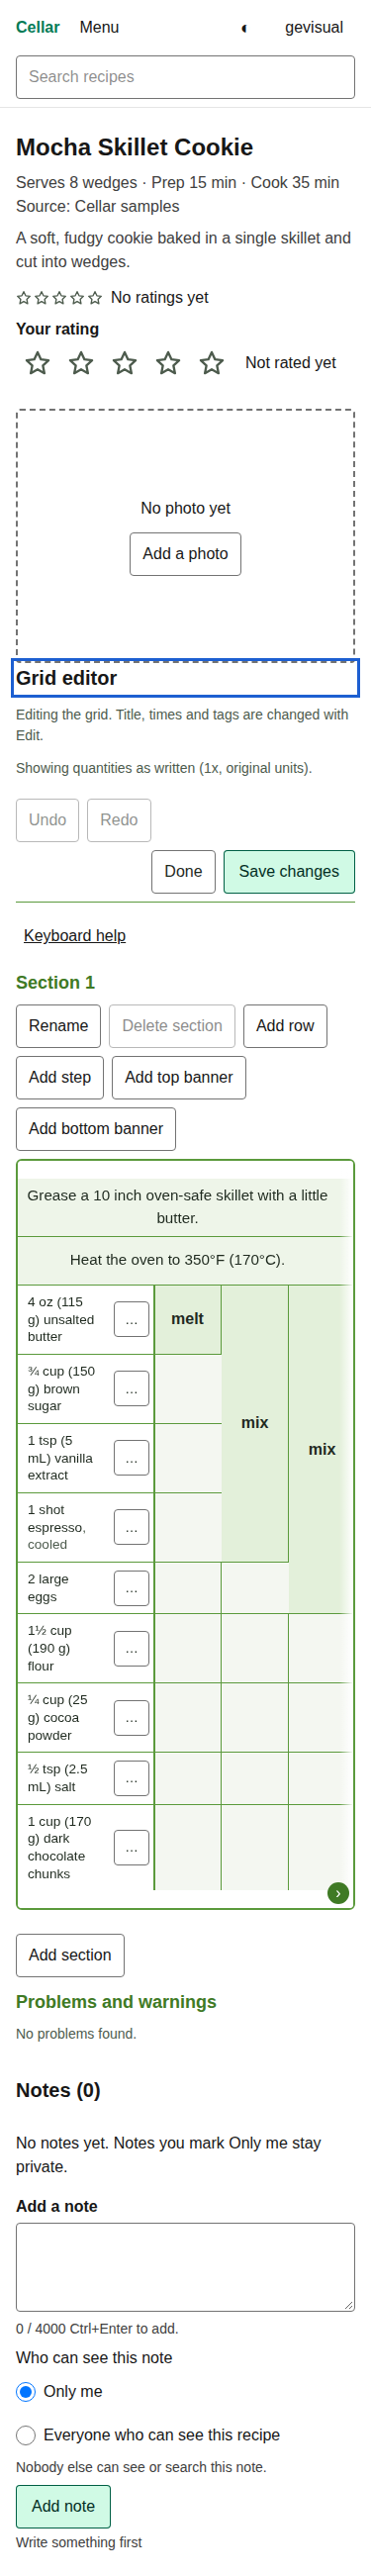 Cellar Menu gevisual
Search recipes
Mocha Skillet Cookie
Serves 8 wedges · Prep 15 min · Cook 35 min
Source: Cellar samples
A soft, fudgy cookie baked in a single skillet and
cut into wedges.
No ratings yet
Your rating
Not rated yet
No photo yet
Add a photo
Grid editor
Editing the grid. Title, times and tags are changed with
Edit.
Showing quantities as written (1x, original units).
Undo Redo
Done Save changes
Keyboard help
Section 1
Rename Delete section Add row
Add step Add top banner
Add bottom banner
Grease a 10 inch oven-safe skillet with a little
butter.
Heat the oven to 350°F (170°C).
4 oz (115
g) unsalted
butter
...
melt
¾ cup (150
g) brown
sugar
...
mix
mix
1 tsp (5
mL) vanilla
extract
...
1 shot
espresso,
cooled
...
2 large
eggs
...
1½ cup
(190 g)
flour
...
¼ cup (25
g) cocoa
powder
...
½ tsp (2.5
mL) salt
...
1 cup (170
g) dark
chocolate
chunks
...
›
Add section
Problems and warnings
No problems found.
Notes (0)
No notes yet. Notes you mark Only me stay
private.
Add a note
0 / 4000 Ctrl+Enter to add.
Who can see this note
Only me
Everyone who can see this recipe
Nobody else can see or search this note.
Add note
Write something first